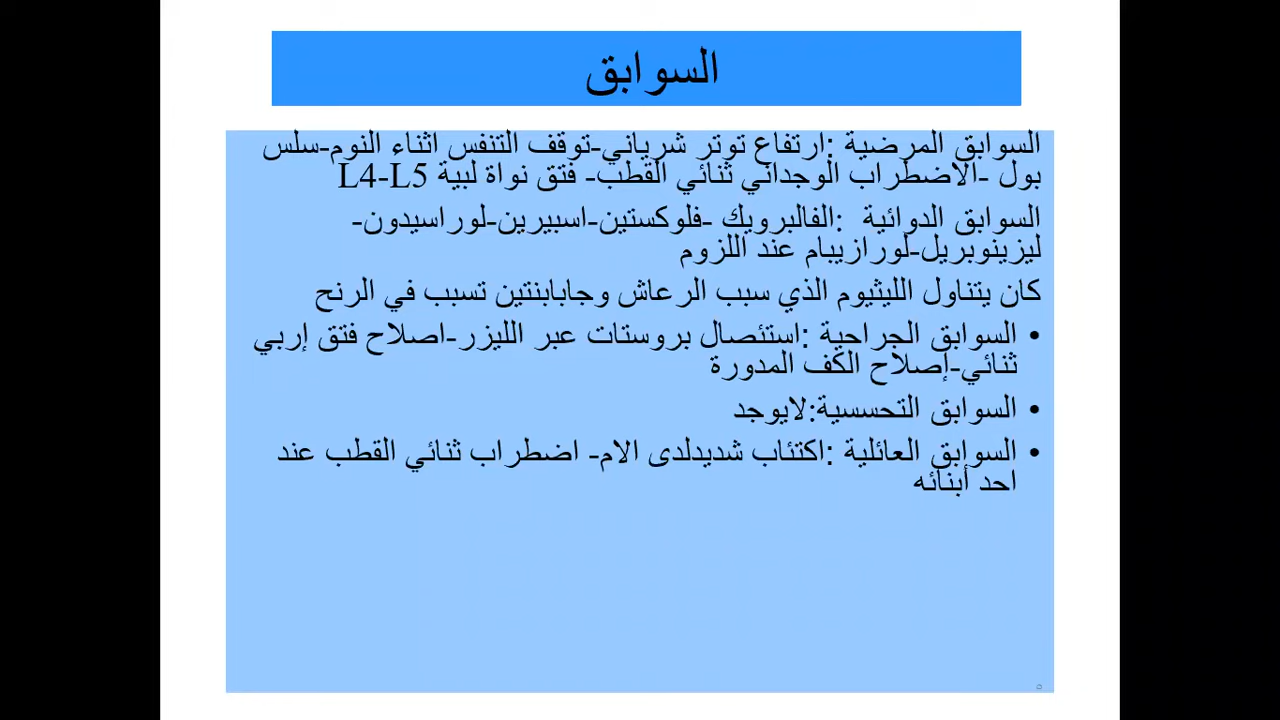 السوابق
السوابق المرضية :ارتفاع توتر شرياني-توقف التنفس اثناء النوم-سلس
بول -الاضطراب الوجداني ثنائي القطب- فتق نواة لبية L4-L5
السوابق الدوائية :الفالبرويك -فلوكستين-اسبيرين-لوراسيدون-
ليزينوبريل-لورازيبام عند اللزوم
كان يتناول الليثيوم الذي سبب الرعاش وجابابنتين تسبب في الرنح
• السوابق الجراحية :استئصال بروستات عبر الليزر-اصلاح فتق إربي
ثنائي-إصلاح الكف المدورة
• السوابق التحسسية:لايوجد
• السوابق العائلية :اكتئاب شديدلدى الام- اضطراب ثنائي القطب عند
احد أبنائه
٥